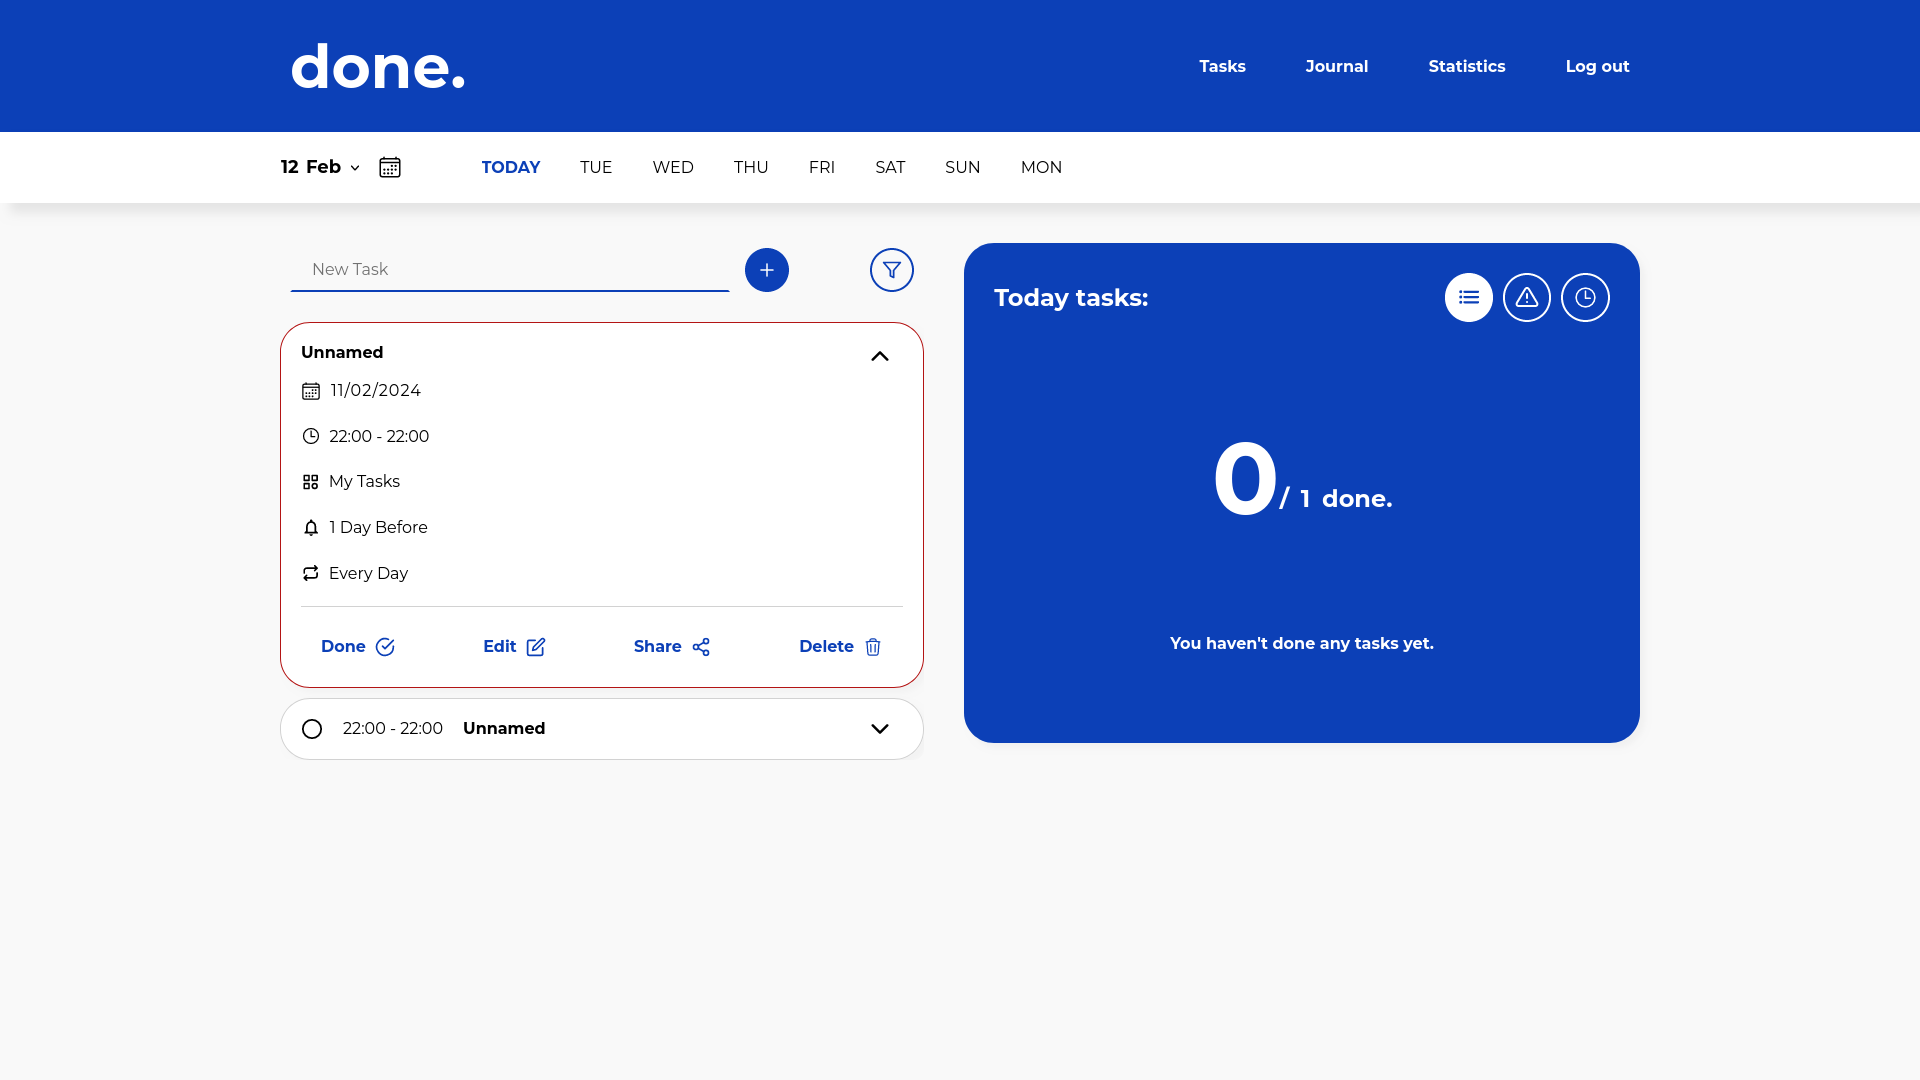 done.
Tasks Journal Statistics Log out
12 Feb TODAY TUE WED THU FRI SAT SUN MON
New Task
Unnamed
11/02/2024
22:00 - 22:00
My Tasks
1 Day Before
Every Day
Done Edit Share Delete
22:00 - 22:00 Unnamed
Today tasks:
0/ 1 done.
You haven't done any tasks yet.